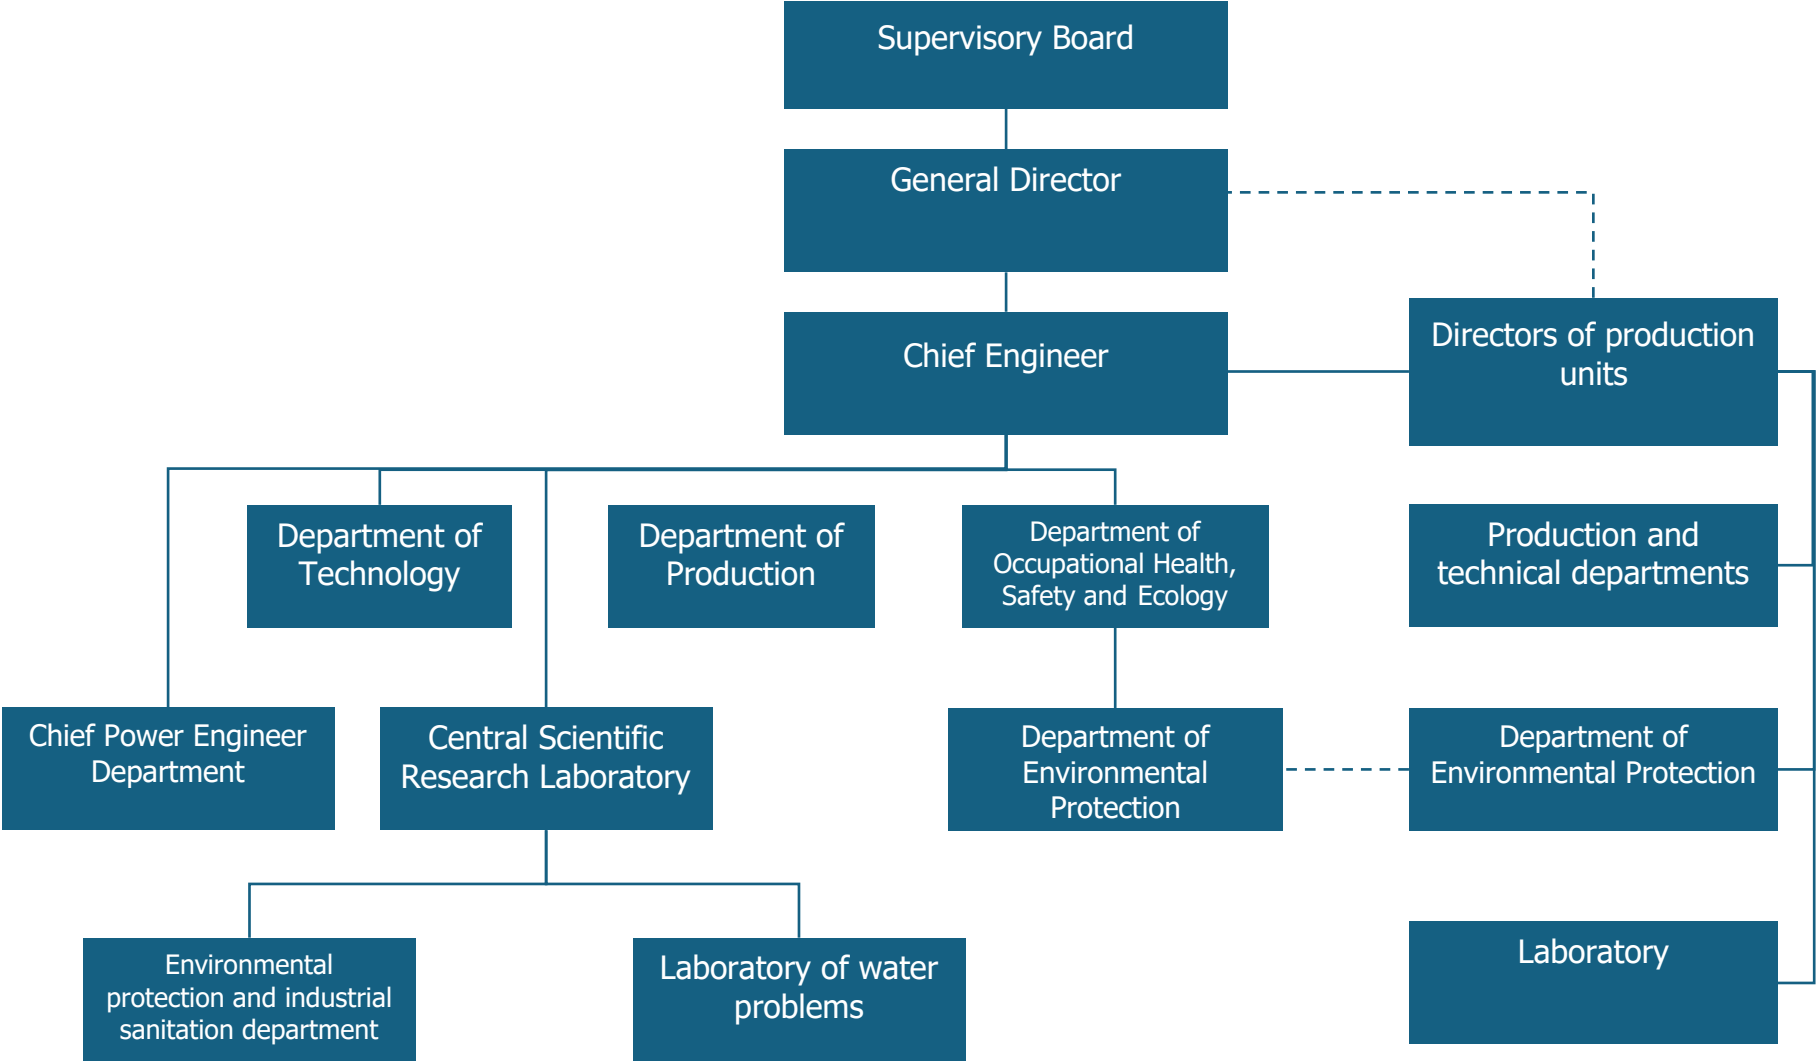 Supervisory Board
General Director
Chief Engineer
Directors of production
units
Department of
Technology
Department of
Production
Department of
Occupational Health,
Safety and Ecology
Production and
technical departments
Chief Power Engineer
Department
Central Scientific
Research Laboratory
Department of
Environmental
Protection
Department of
Environmental Protection
Environmental
protection and industrial
sanitation department
Laboratory of water
problems
Laboratory